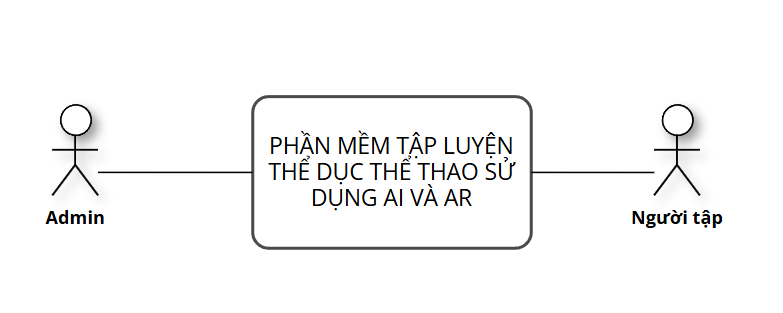 PHẦN MỀM TẬP LUYỆN
THỂ DỤC THỂ THAO SỬ
DỤNG AI VÀ AR
Admin
Người tập